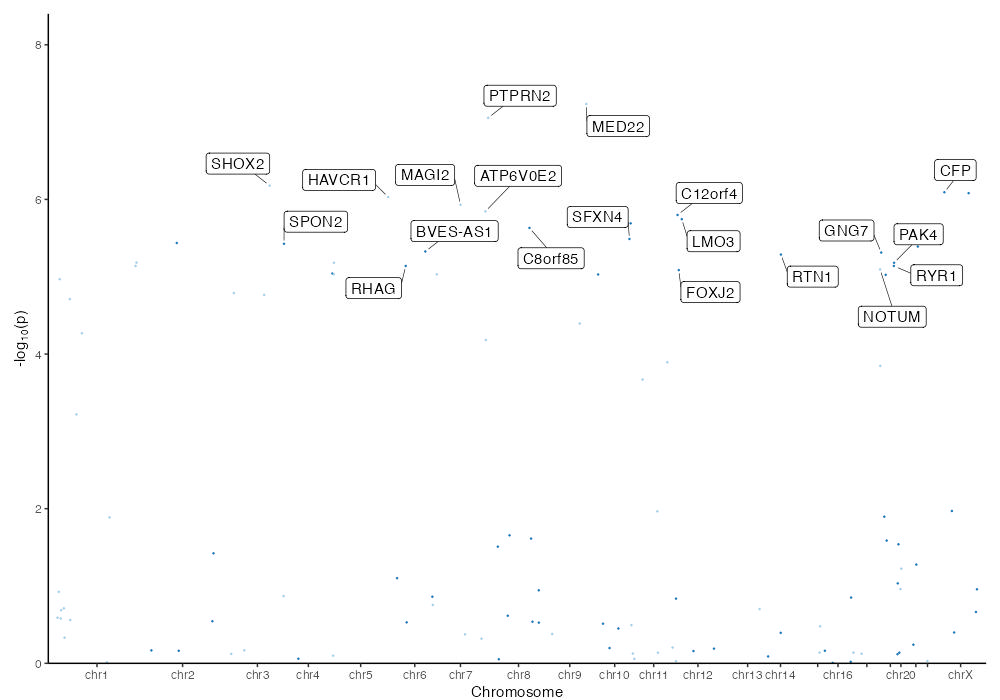 8
PTPRN2
MED22
SHOX2
HAVCR1
MAGI2
ATP6V0E2
CFP
6
C12orf4
SPON2
SFXN4
BVES-AS1
GNG7
PAK4
LMO3
C8orf85
RHAG
RTN1
RYR1
FOXJ2
NOTUM
-log10(p)
4
2
0
chr1 chr2 chr3 chr4 chr5 chr6 chr7 chr8 chr9 chr10 chr11 chr12 chr13 chr14 chr16 chr20 chrX
Chromosome